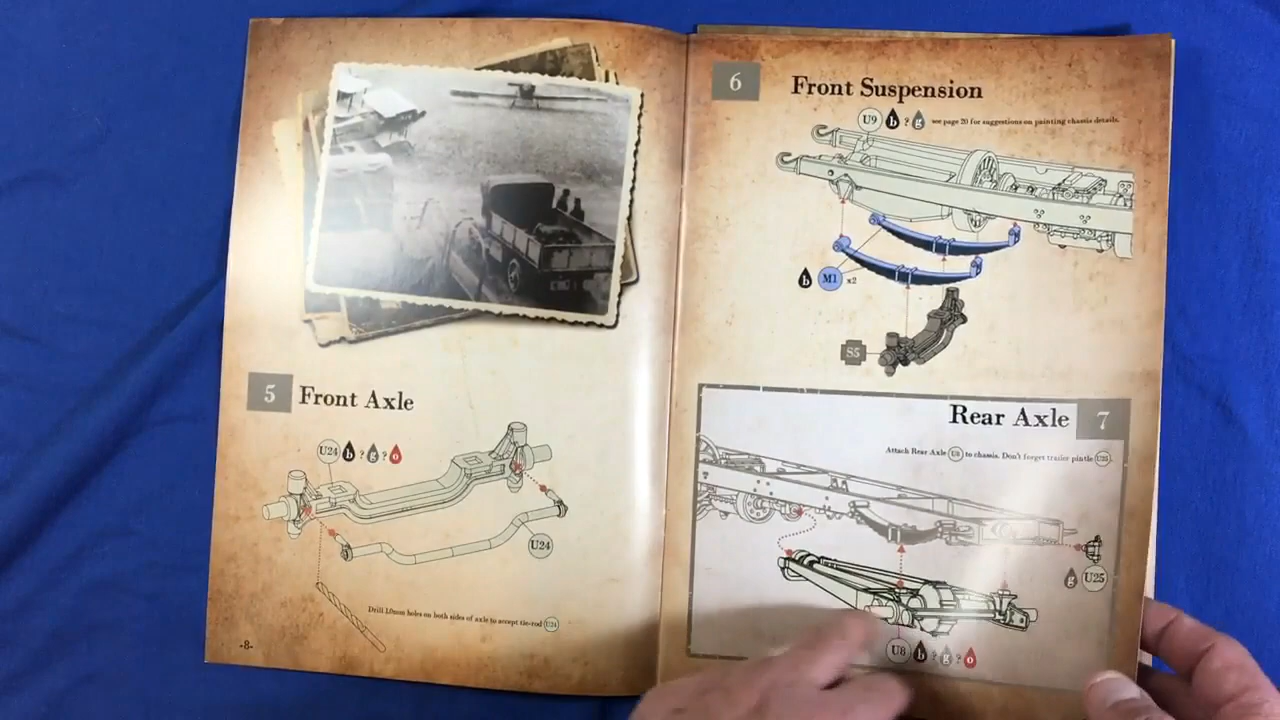 5
Front Axle
U24 b ? g ? o
U24
Drill 1.0mm holes on both sides of axle to accept tie-rod U24
-8-
6
Front Suspension
U9 b ? g see page 20 for suggestions on painting chassis details.
b M1 x2
S5
Rear Axle
7
Attach Rear Axle U8 to chassis. Don't forget trailer pintle U25.
g U25
U8 b ? g ? o